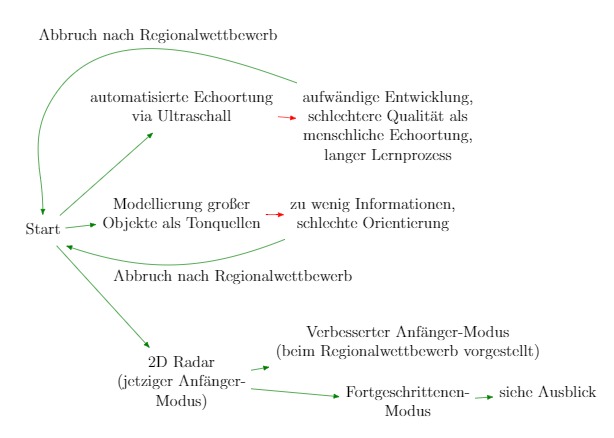 Abbruch nach Regionalwettbewerb
automatisierte Echoortung
via Ultraschall
aufwändige Entwicklung,
schlechtere Qualität als
menschliche Echoortung,
langer Lernprozess
Modellierung großer
Objekte als Tonquellen
zu wenig Informationen,
schlechte Orientierung
Start
Abbruch nach Regionalwettbewerb
Verbesserter Anfänger-Modus
(beim Regionalwettbewerb vorgestellt)
2D Radar
(jetziger Anfänger-
Modus)
Fortgeschrittenen-
Modus
siehe Ausblick